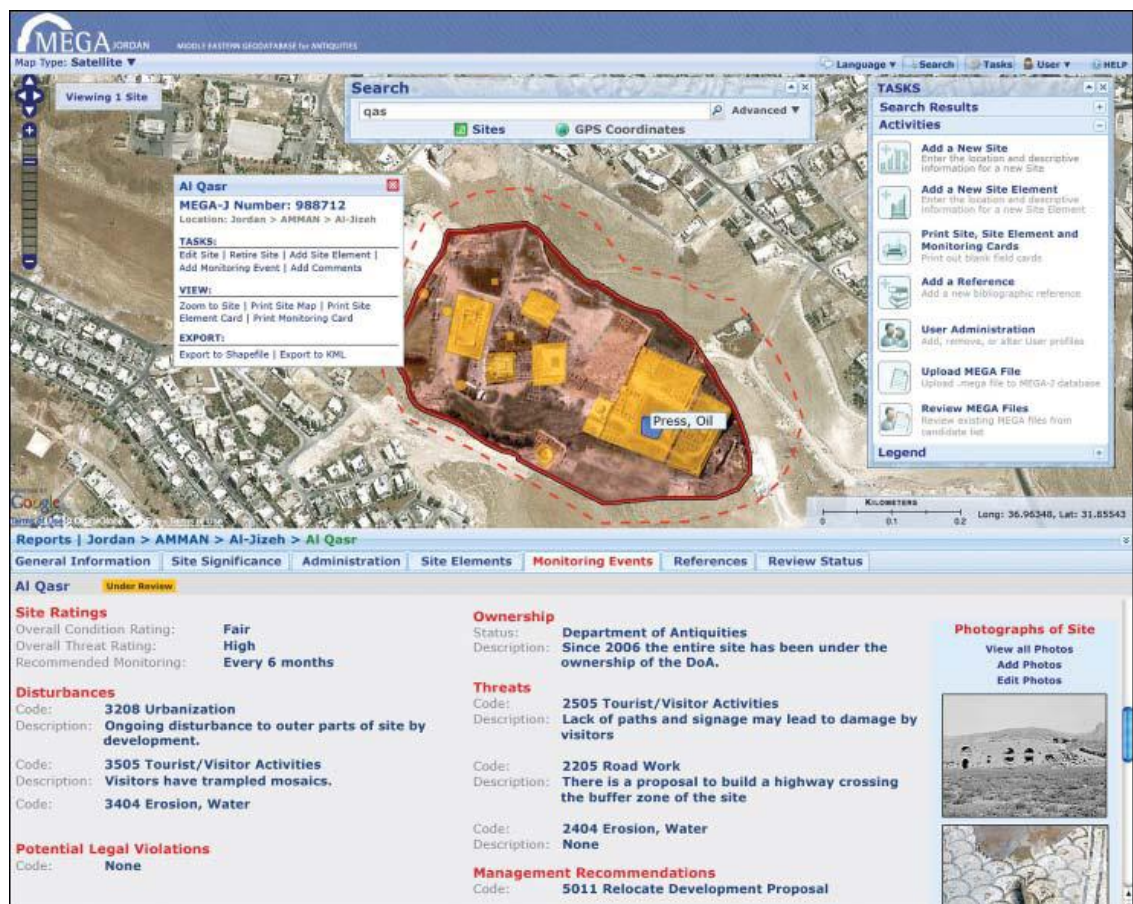 MEGA JORDAN MIDDLE EASTERN GEODATABASE for ANTIQUITIES
Map Type: Satellite ▼
Language ▼ Search Tasks User ▼ HELP
Viewing 1 Site
Search
qas Advanced ▼
Sites GPS Coordinates
Al Qasr
MEGA-J Number: 988712
Location: Jordan > AMMAN > Al-Jizeh
TASKS:
Edit Site | Retire Site | Add Site Element |
Add Monitoring Event | Add Comments
VIEW:
Zoom to Site | Print Site Map | Print Site
Element Card | Print Monitoring Card
EXPORT:
Export to Shapefile | Export to KML
Press, Oil
TASKS
Search Results
Activities
Add a New Site
Enter the location and descriptive
information for a new Site
Add a New Site Element
Enter the location and descriptive
information for a new Site Element
Print Site, Site Element and
Monitoring Cards
Print out blank field cards
Add a Reference
Add a new bibliographic reference
User Administration
Add, remove, or alter User profiles
Upload MEGA File
Upload .mega file to MEGA-J database
Review MEGA Files
Review existing MEGA files from
candidate list
Legend
Google
Terms of Use
KILOMETERS
0 0.1 0.2
Long: 36.96348, Lat: 31.85543
Reports | Jordan > AMMAN > Al-Jizeh > Al Qasr
General Information Site Significance Administration Site Elements Monitoring Events References Review Status
Al Qasr Under Review
Site Ratings
Overall Condition Rating: Fair
Overall Threat Rating: High
Recommended Monitoring: Every 6 months
Disturbances
Code: 3208 Urbanization
Description: Ongoing disturbance to outer parts of site by
development.
Code: 3505 Tourist/Visitor Activities
Description: Visitors have trampled mosaics.
Code: 3404 Erosion, Water
Potential Legal Violations
Code: None
Ownership
Status: Department of Antiquities
Description: Since 2006 the entire site has been under the
ownership of the DoA.
Threats
Code: 2505 Tourist/Visitor Activities
Description: Lack of paths and signage may lead to damage by
visitors
Code: 2205 Road Work
Description: There is a proposal to build a highway crossing
the buffer zone of the site
Code: 2404 Erosion, Water
Description: None
Management Recommendations
Code: 5011 Relocate Development Proposal
Photographs of Site
View all Photos
Add Photos
Edit Photos